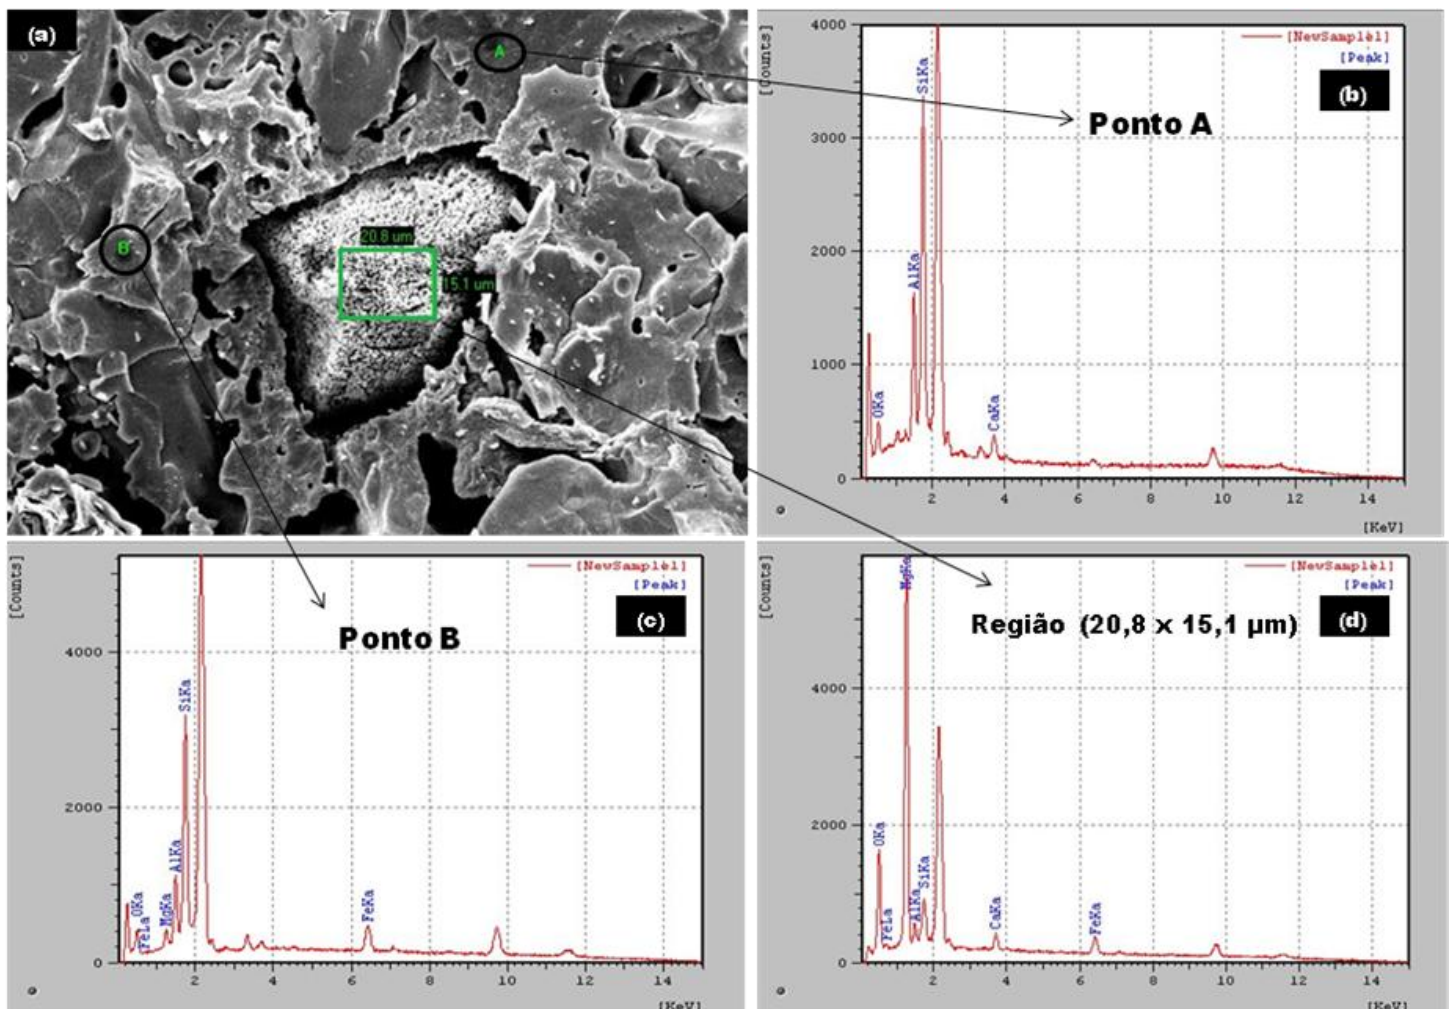 (a)
A
B
20.8 um
15.1 um
[Counts]
[NewSample1]
[Peak]
(b)
Ponto A
SiKa
AlKa
OKa
CaKa
4000
3000
2000
1000
0
2 4 6 8 10 12 14
[KeV]
[Counts]
[NewSample1]
[Peak]
(c)
Ponto B
SiKa
AlKa
OKa
FeLa
MgKa
FeKa
4000
2000
0
2 4 6 8 10 12 14
[KeV]
[Counts]
[NewSample1]
[Peak]
(d)
Região (20,8 x 15,1 µm)
MgKa
OKa
FeLa
AlKa
SiKa
CaKa
FeKa
4000
2000
0
2 4 6 8 10 12 14
[KeV]